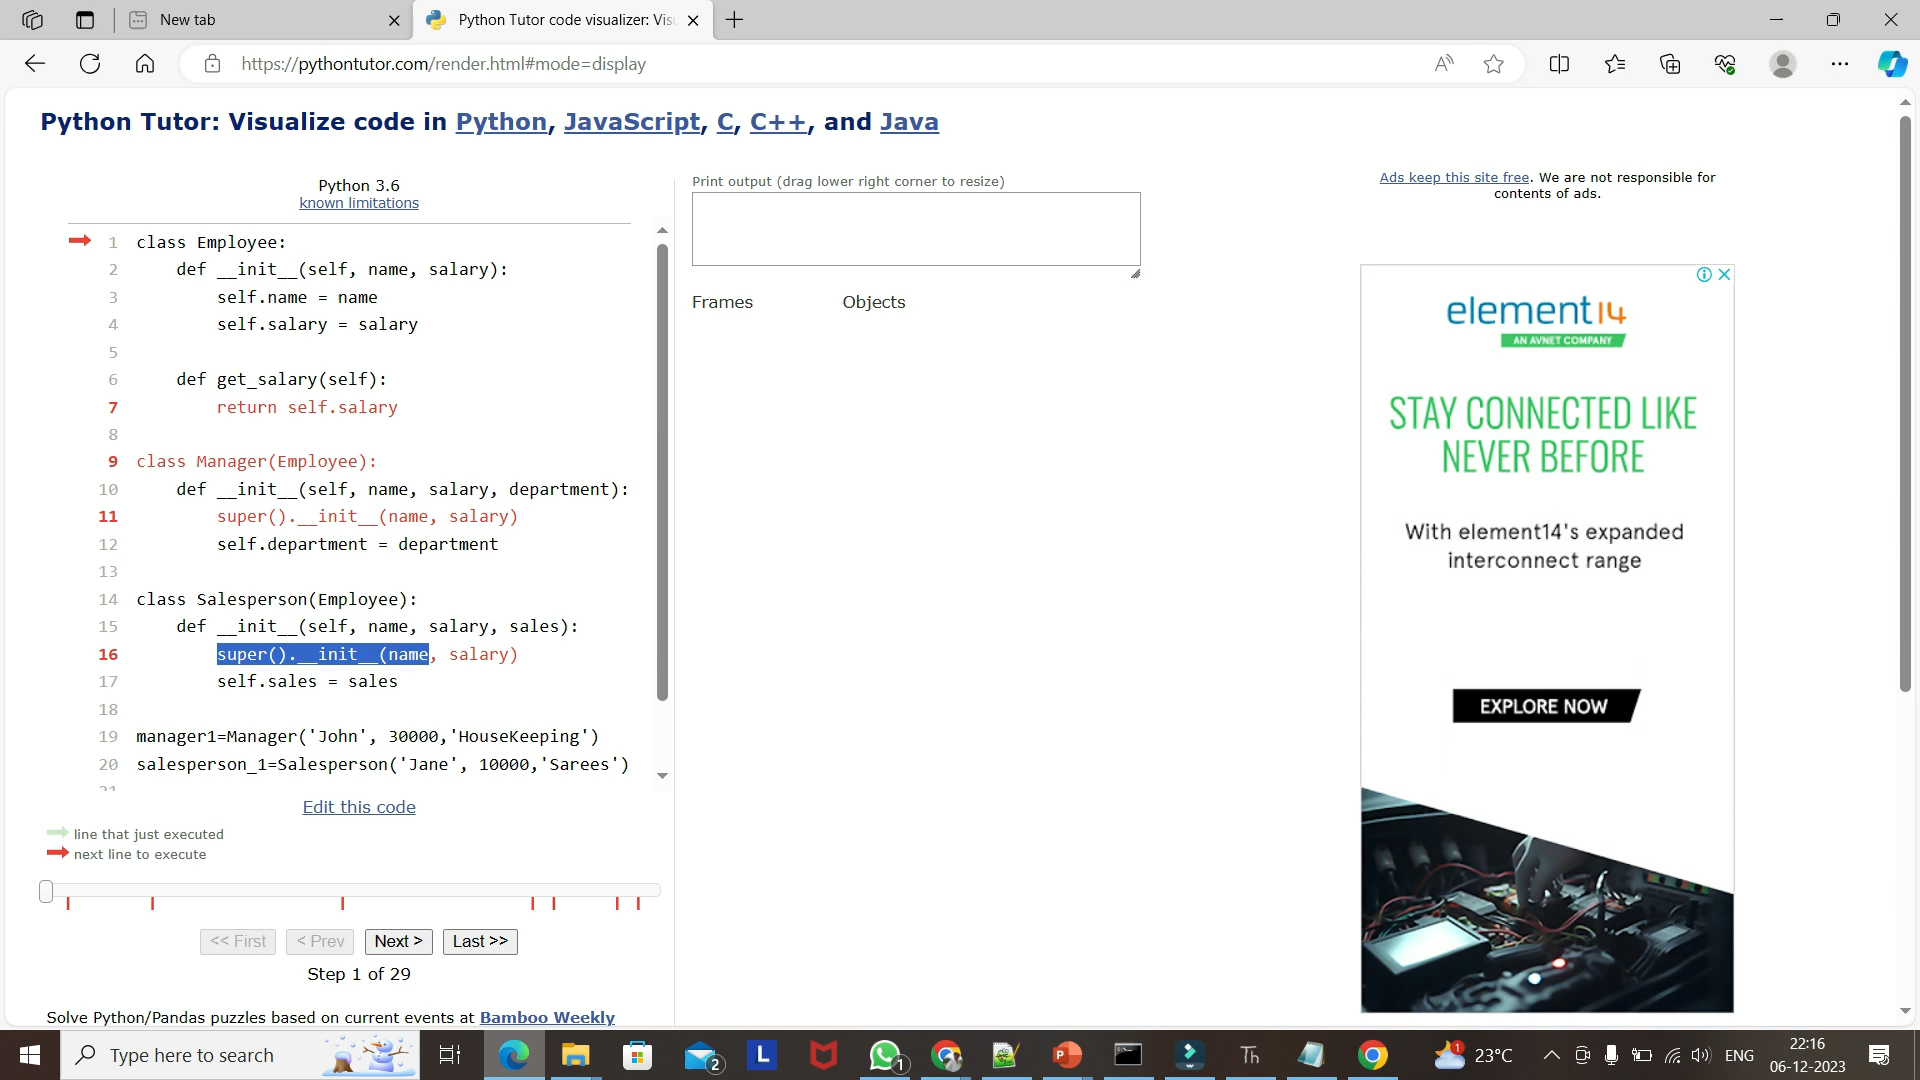 New tab
Python Tutor code visualizer: Vis
https://pythontutor.com/render.html#mode=display
Python Tutor: Visualize code in Python, JavaScript, C, C++, and Java
Python 3.6
known limitations
1 class Employee:
2 def __init__(self, name, salary):
3 self.name = name
4 self.salary = salary
5
6 def get_salary(self):
7 return self.salary
8
9 class Manager(Employee):
10 def __init__(self, name, salary, department):
11 super().__init__(name, salary)
12 self.department = department
13
14 class Salesperson(Employee):
15 def __init__(self, name, salary, sales):
16 super().__init__(name, salary)
17 self.sales = sales
18
19 manager1=Manager('John', 30000,'HouseKeeping')
20 salesperson_1=Salesperson('Jane', 10000,'Sarees')
21
Edit this code
line that just executed
next line to execute
<< First < Prev Next > Last >>
Step 1 of 29
Solve Python/Pandas puzzles based on current events at Bamboo Weekly
Print output (drag lower right corner to resize)
Frames Objects
Ads keep this site free. We are not responsible for
contents of ads.
element14
AN AVNET COMPANY
STAY CONNECTED LIKE
NEVER BEFORE
With element14's expanded
interconnect range
EXPLORE NOW
Type here to search
2
L
1
Th
1
23°C
ENG
22:16
06-12-2023